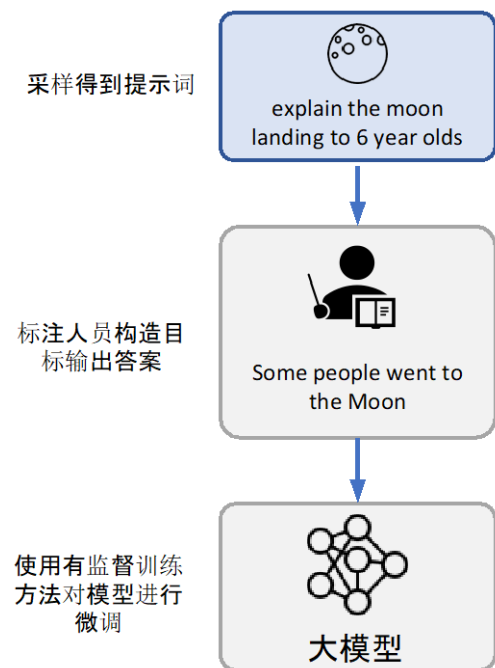 采样得到提示词
explain the moon
landing to 6 year olds
标注人员构造目
标输出答案
Some people went to
the Moon
使用有监督训练
方法对模型进行
微调
大模型